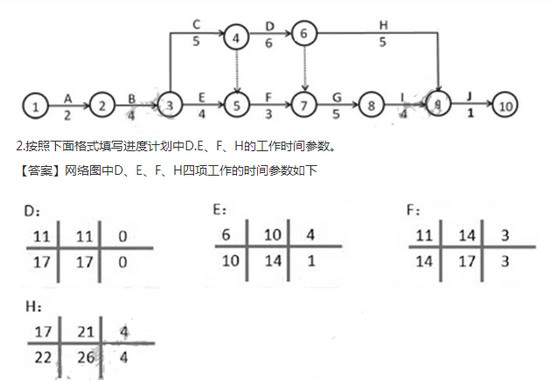 C D H
5 4 6 6 5
A B E F G I J
1 2 3 5 7 8 9 10
2 4 4 3 5 4 1
2.按照下面格式填写进度计划中D.E、F、H的工作时间参数。
【答案】网络图中D、E、F、H四项工作的时间参数如下
D: E: F:
11 11 0 6 10 4 11 14 3
17 17 0 10 14 1 14 17 3
H:
17 21 4
22 26 4